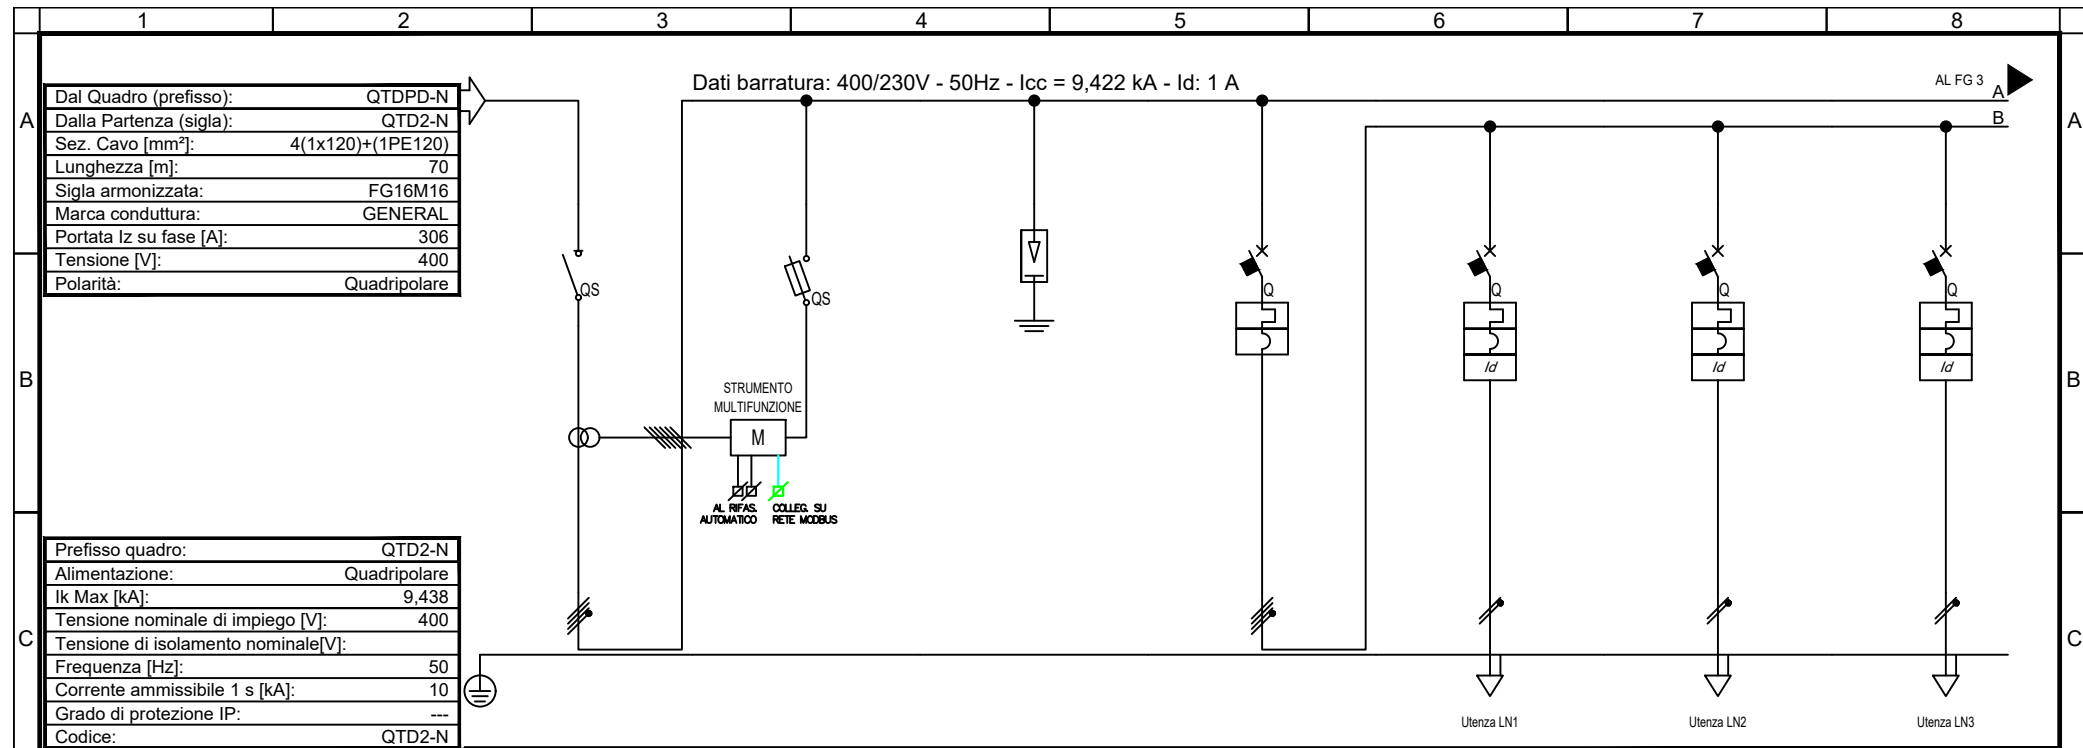 1 2 3 4 5 6 7 8
Dati barratura: 400/230V - 50Hz - Icc = 9,422 kA - Id: 1 A
AL FG 3
A
B
A
A
Dal Quadro (prefisso): QTDPD-N
Dalla Partenza (sigla): QTD2-N
Sez. Cavo [mm²]: 4(1x120)+(1PE120)
Lunghezza [m]: 70
Sigla armonizzata: FG16M16
Marca conduttura: GENERAL
Portata Iz su fase [A]: 306
Tensione [V]: 400
Polarità: Quadripolare
QS
QS
Q
Q
Q
Q
Id
Id
Id
B
B
STRUMENTO
MULTIFUNZIONE
M
AL RIFAS.
AUTOMATICO
COLLEG. SU
RETE MODBUS
Prefisso quadro: QTD2-N
Alimentazione: Quadripolare
Ik Max [kA]: 9,438
Tensione nominale di impiego [V]: 400
Tensione di isolamento nominale[V]:
Frequenza [Hz]: 50
Corrente ammissibile 1 s [kA]: 10
Grado di protezione IP: ---
Codice: QTD2-N
C
C
Utenza LN1
Utenza LN2
Utenza LN3